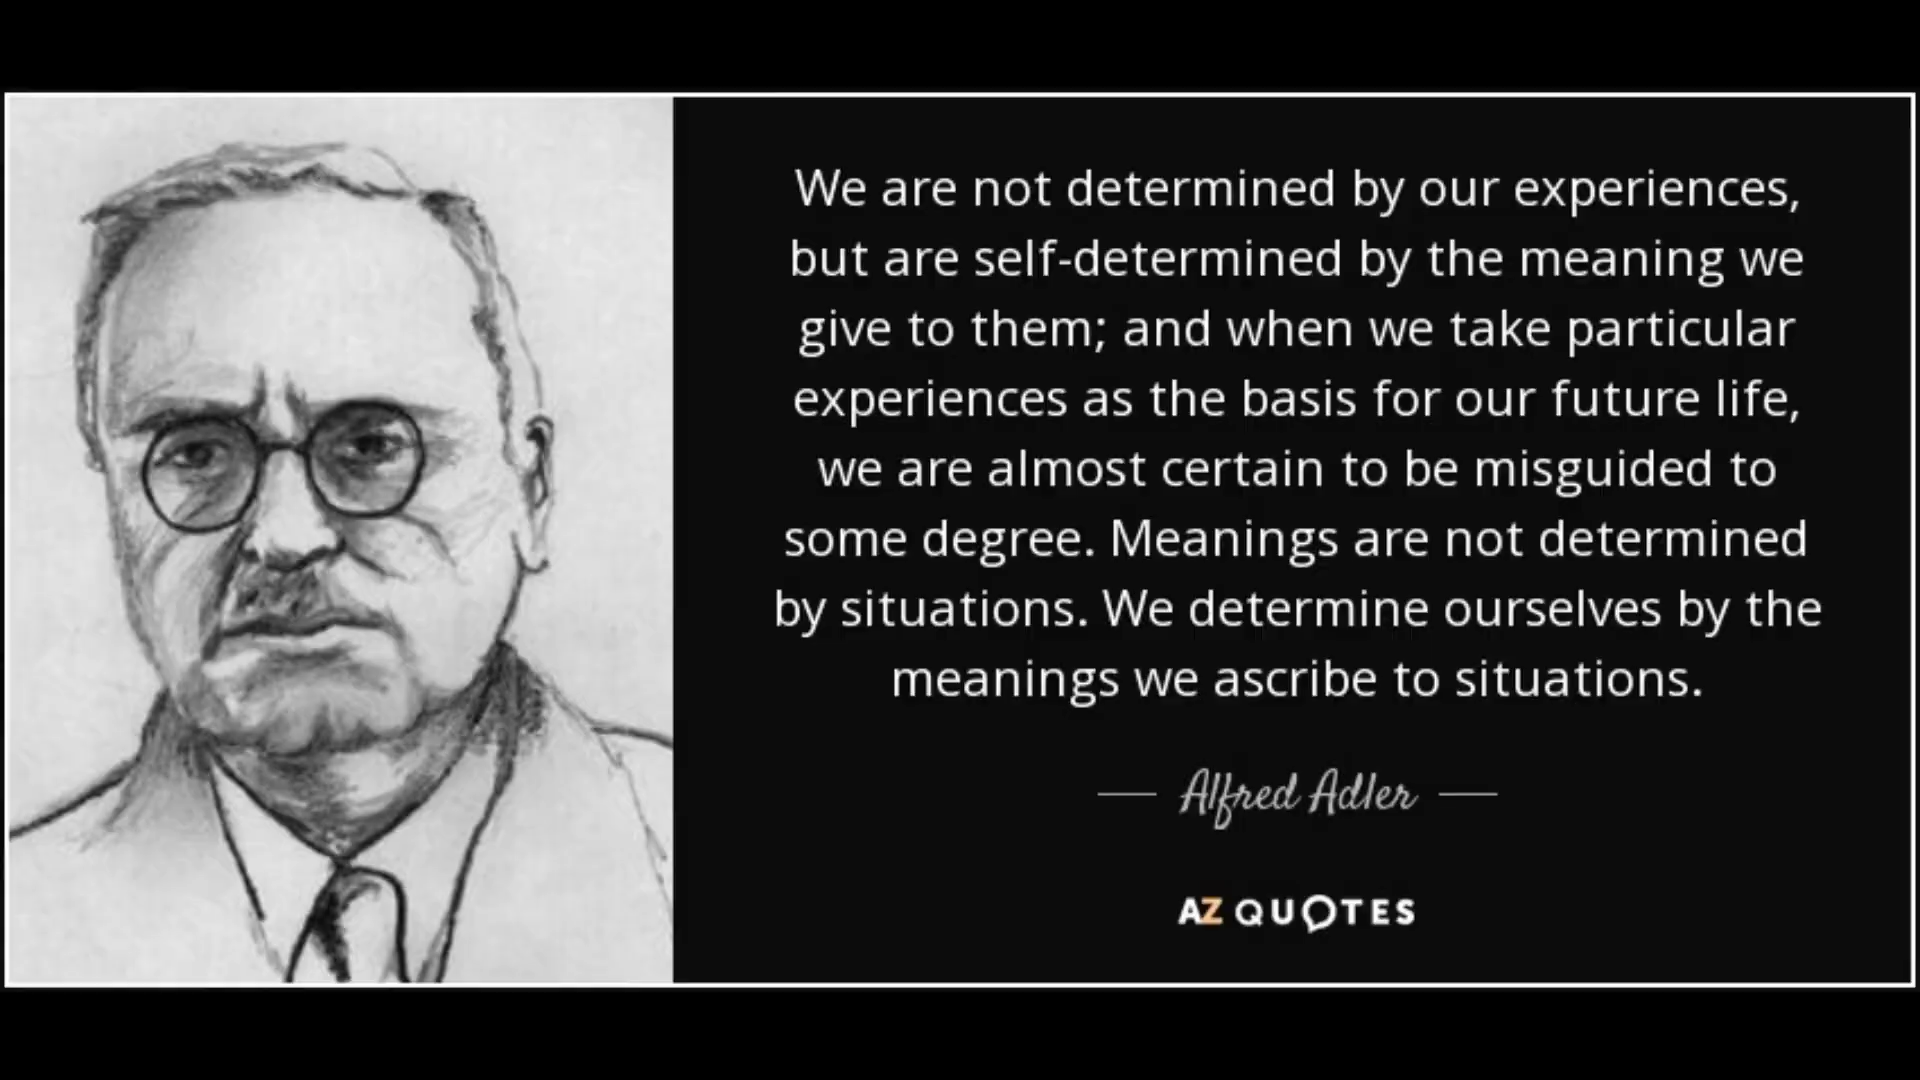 We are not determined by our experiences,
but are self-determined by the meaning we
give to them; and when we take particular
experiences as the basis for our future life,
we are almost certain to be misguided to
some degree. Meanings are not determined
by situations. We determine ourselves by the
meanings we ascribe to situations.
Alfred Adler
AZ QUOTES